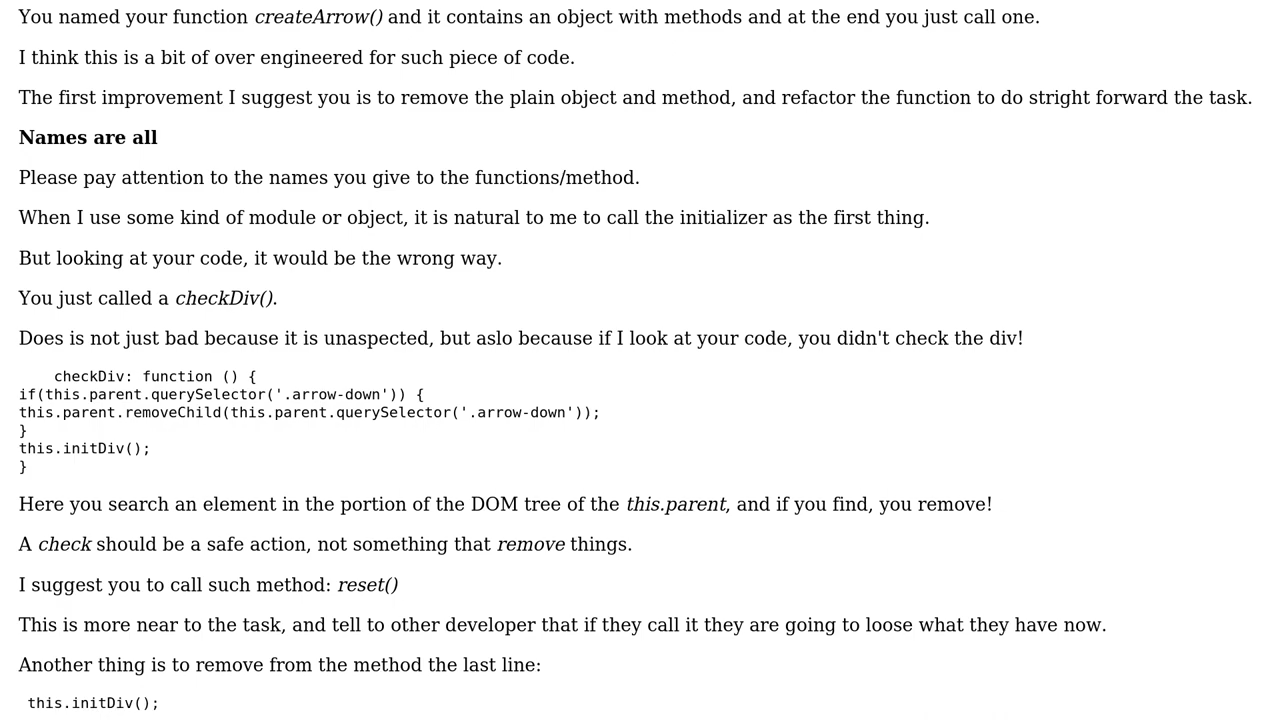 You named your function createArrow() and it contains an object with methods and at the end you just call one.
I think this is a bit of over engineered for such piece of code.
The first improvement I suggest you is to remove the plain object and method, and refactor the function to do stright forward the task.
Names are all
Please pay attention to the names you give to the functions/method.
When I use some kind of module or object, it is natural to me to call the initializer as the first thing.
But looking at your code, it would be the wrong way.
You just called a checkDiv().
Does is not just bad because it is unaspected, but aslo because if I look at your code, you didn't check the div!
    checkDiv: function () {
if(this.parent.querySelector('.arrow-down')) {
this.parent.removeChild(this.parent.querySelector('.arrow-down'));
}
this.initDiv();
}
Here you search an element in the portion of the DOM tree of the this.parent, and if you find, you remove!
A check should be a safe action, not something that remove things.
I suggest you to call such method: reset()
This is more near to the task, and tell to other developer that if they call it they are going to loose what they have now.
Another thing is to remove from the method the last line:
 this.initDiv();